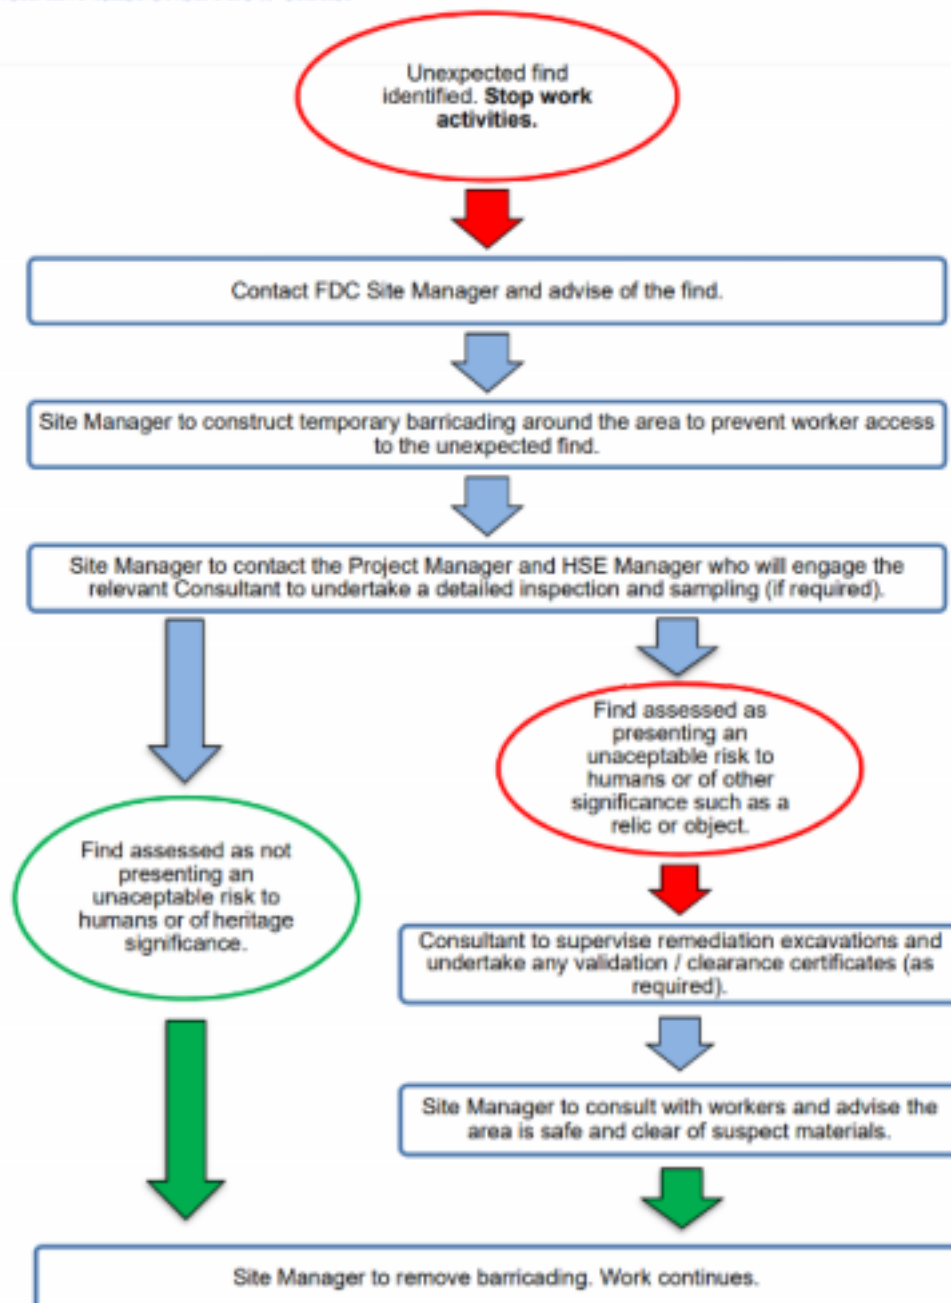 Unexpected find
identified. Stop work
activities.
Contact FDC Site Manager and advise of the find.
Site Manager to construct temporary barricading around the area to prevent worker access
to the unexpected find.
Site Manager to contact the Project Manager and HSE Manager who will engage the
relevant Consultant to undertake a detailed inspection and sampling (if required).
Find assessed as
presenting an
unaceptable risk to
humans or of other
significance such as a
relic or object.
Find assessed as not
presenting an
unaceptable risk to
humans or of heritage
significance.
Consultant to supervise remediation excavations and
undertake any validation / clearance certificates (as
required).
Site Manager to consult with workers and advise the
area is safe and clear of suspect materials.
Site Manager to remove barricading. Work continues.